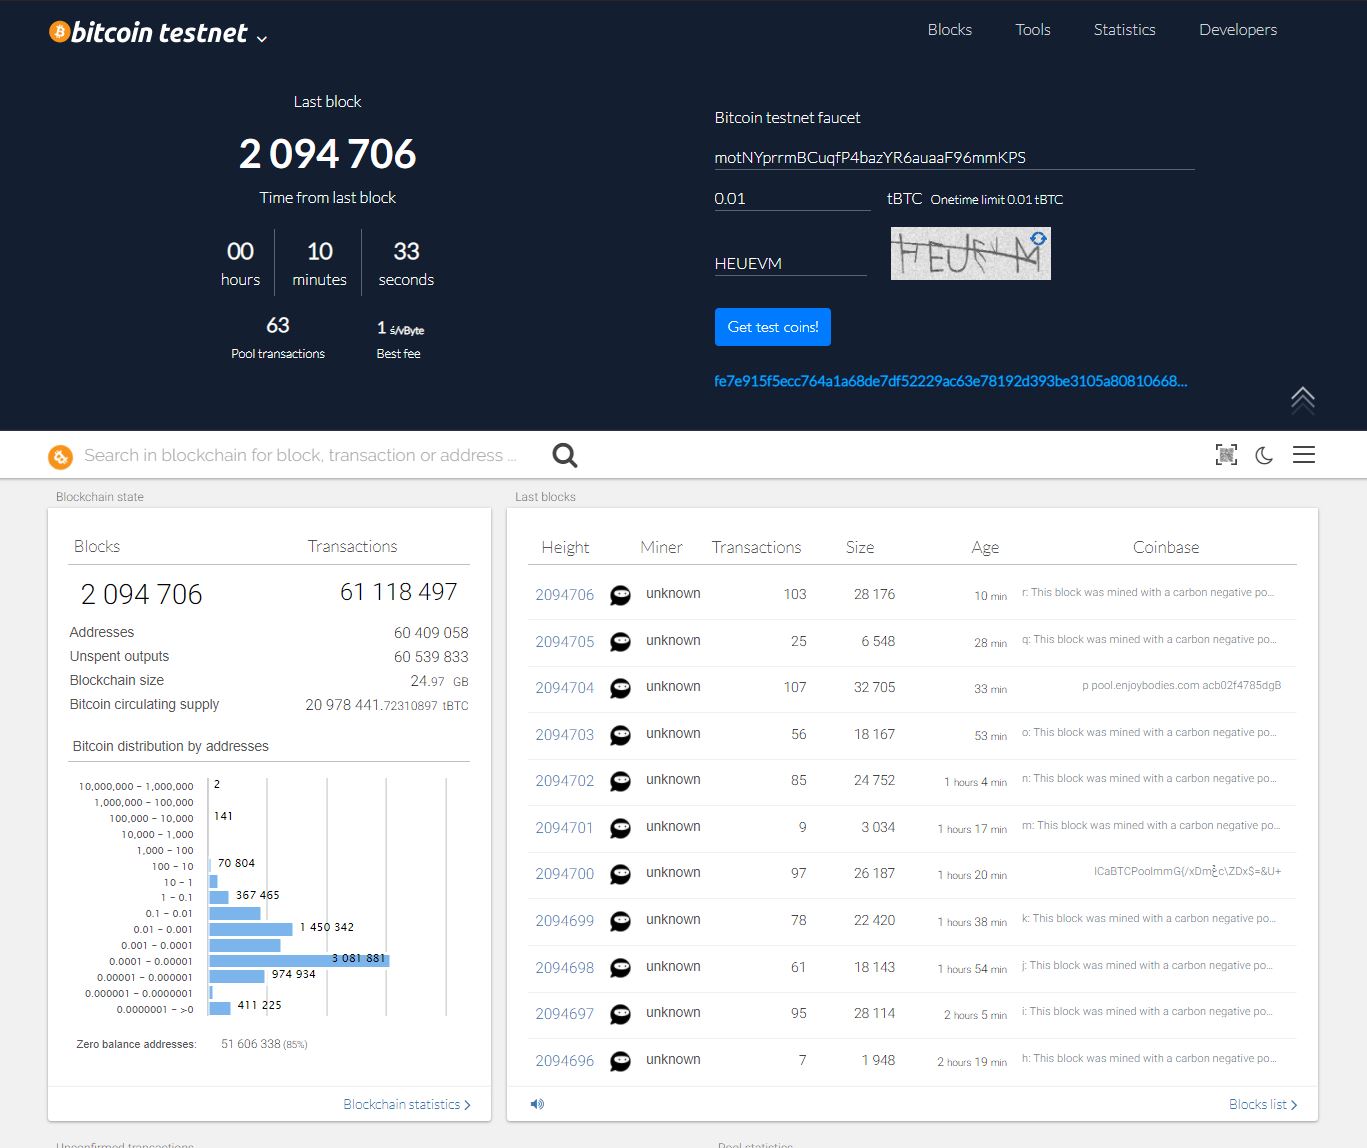 bitcoin testnet
Blocks Tools Statistics Developers
Last block
2 094 706
Time from last block
00 10 33
hours minutes seconds
63 1 ś/vByte
Pool transactions Best fee
Bitcoin testnet faucet
motNYprrmBCuqfP4bazYR6auaaF96mmKPS
0.01 tBTC Onetime limit 0.01 tBTC
HEUEVM HEUEVM
Get test coins!
fe7e915f5ecc764a1a68de7df52229ac63e78192d393be3105a80810668...
Search in blockchain for block, transaction or address ...
Blockchain state
Blocks Transactions
2 094 706 61 118 497
Addresses 60 409 058
Unspent outputs 60 539 833
Blockchain size 24.97 GB
Bitcoin circulating supply 20 978 441.72310897 tBTC
Bitcoin distribution by addresses
10,000,000 – 1,000,000 2
1,000,000 – 100,000
100,000 – 10,000 141
10,000 – 1,000
1,000 – 100
100 – 10 70 804
10 – 1
1 – 0.1 367 465
0.1 – 0.01
0.01 – 0.001 1 450 342
0.001 – 0.0001
0.0001 – 0.00001 3 081 881
0.00001 – 0.000001 974 934
0.000001 – 0.0000001
0.0000001 – >0 411 225
Zero balance addresses: 51 606 338 (85%)
Blockchain statistics
Last blocks
Height Miner Transactions Size Age Coinbase
2094706 unknown 103 28 176 10 min r: This block was mined with a carbon negative po...
2094705 unknown 25 6 548 28 min q: This block was mined with a carbon negative po...
2094704 unknown 107 32 705 33 min p pool.enjoybodies.com acb02f4785dgB
2094703 unknown 56 18 167 53 min o: This block was mined with a carbon negative po...
2094702 unknown 85 24 752 1 hours 4 min n: This block was mined with a carbon negative po...
2094701 unknown 9 3 034 1 hours 17 min m: This block was mined with a carbon negative po...
2094700 unknown 97 26 187 1 hours 20 min
2094699 unknown 78 22 420 1 hours 38 min k: This block was mined with a carbon negative po...
2094698 unknown 61 18 143 1 hours 54 min j: This block was mined with a carbon negative po...
2094697 unknown 95 28 114 2 hours 5 min i: This block was mined with a carbon negative po...
2094696 unknown 7 1 948 2 hours 19 min h: This block was mined with a carbon negative po...
Blocks list